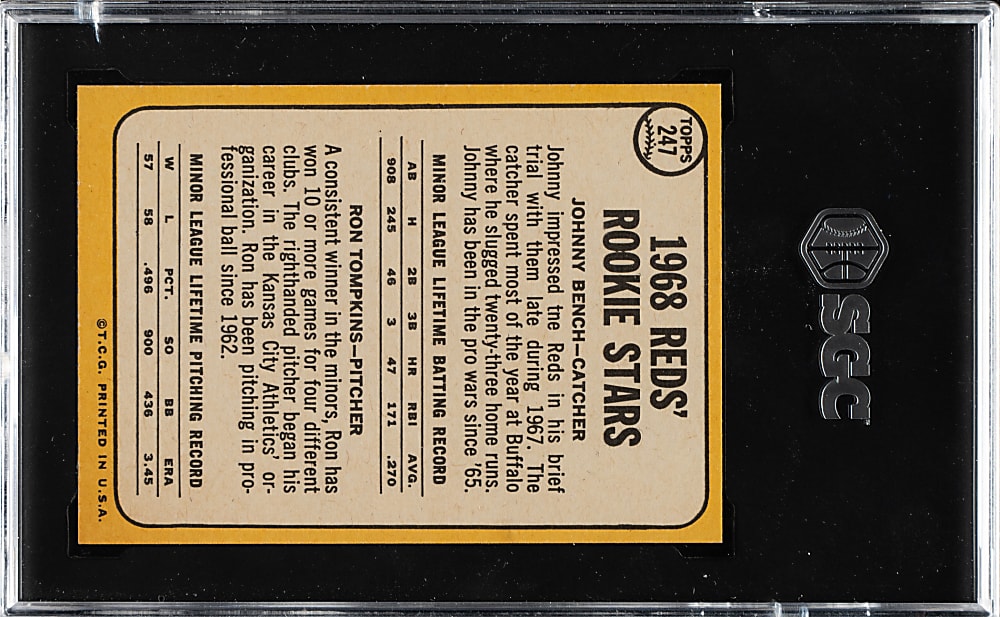 SGC
TOPPS
247
1968 REDS'
ROOKIE STARS
JOHNNY BENCH—CATCHER
Johnny impressed the Reds in his brief
trial with them late during 1967. The
catcher spent most of the year at Buffalo
where he slugged twenty-three home runs.
Johnny has been in the pro wars since '65.
MINOR LEAGUE LIFETIME BATTING RECORD
AB H 2B 3B HR RBI AVG.
908 245 46 3 47 171 .270
RON TOMPKINS—PITCHER
A consistent winner in the minors, Ron has
won 10 or more games for four different
clubs. The righthanded pitcher began his
career in the Kansas City Athletics' or-
ganization. Ron has been pitching in pro-
fessional ball since 1962.
MINOR LEAGUE LIFETIME PITCHING RECORD
W L PCT. SO BB ERA
57 58 .496 900 436 3.45
©T.C.G. PRINTED IN U.S.A.